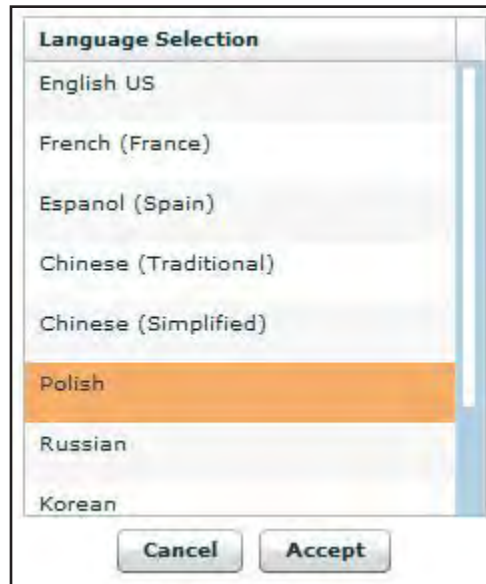 Language Selection
English US
French (France)
Espanol (Spain)
Chinese (Traditional)
Chinese (Simplified)
Polish
Russian
Korean
Cancel
Accept